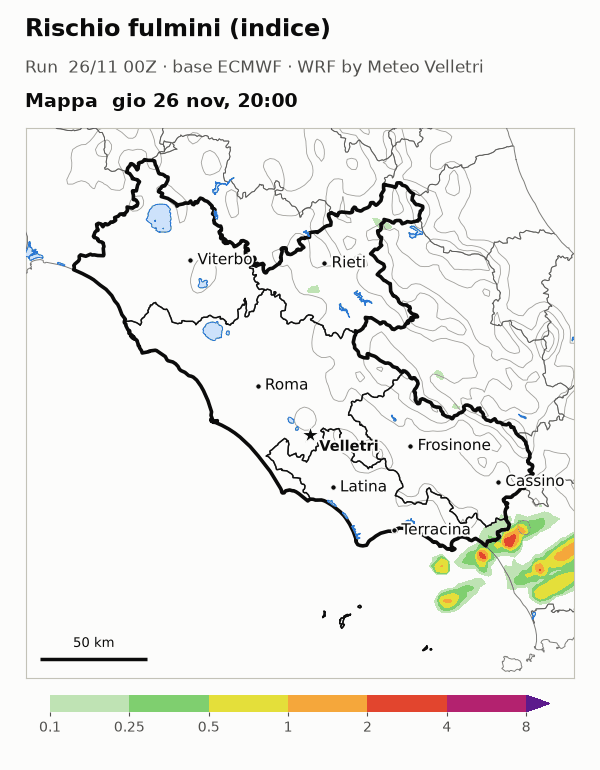 Rischio fulmini (indice)
Run  26/11 00Z · base ECMWF · WRF by Meteo Velletri
Mappa  gio 26 nov, 20:00
Viterbo
Rieti
Roma
Velletri
Frosinone
Latina
Cassino
Terracina
50 km
0.1 0.25 0.5 1 2 4 8